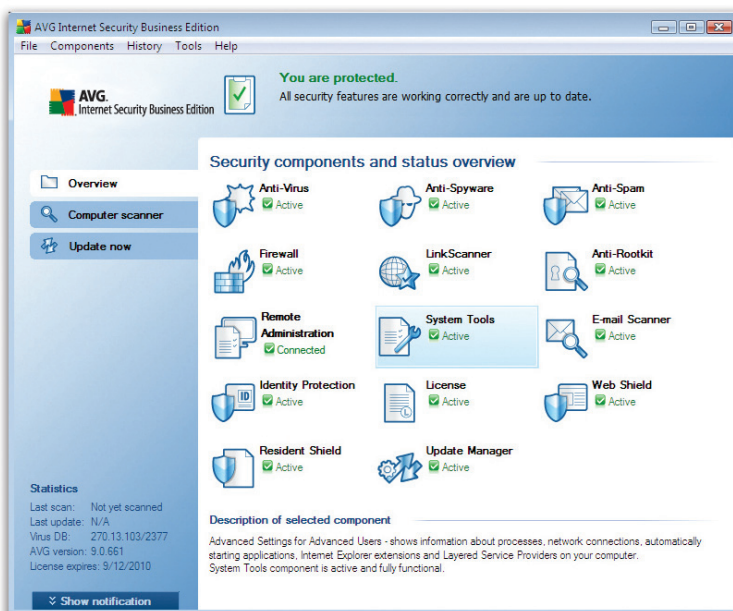 AVG Internet Security Business Edition
File Components History Tools Help
AVG.
Internet Security Business Edition
You are protected.
All security features are working correctly and are up to date.
Overview
Computer scanner
Update now
Security components and status overview
Anti-Virus
Active
Anti-Spyware
Active
Anti-Spam
Active
Firewall
Active
LinkScanner
Active
Anti-Rootkit
Active
Remote
Administration
Connected
System Tools
Active
E-mail Scanner
Active
Identity Protection
Active
License
Active
Web Shield
Active
Resident Shield
Active
Update Manager
Active
Statistics
Last scan: Not yet scanned
Last update: N/A
Virus DB: 270.13.103/2377
AVG version: 9.0.661
License expires: 9/12/2010
Show notification
Description of selected component
Advanced Settings for Advanced Users - shows information about processes, network connections, automatically
starting applications, Internet Explorer extensions and Layered Service Providers on your computer.
System Tools component is active and fully functional.